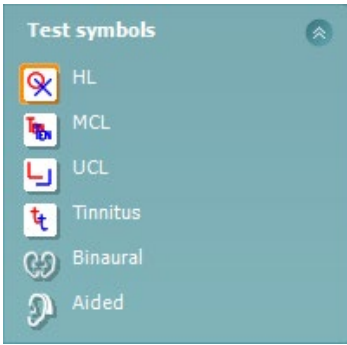 Test symbols
HL
MCL
UCL
Tinnitus
Binaural
Aided